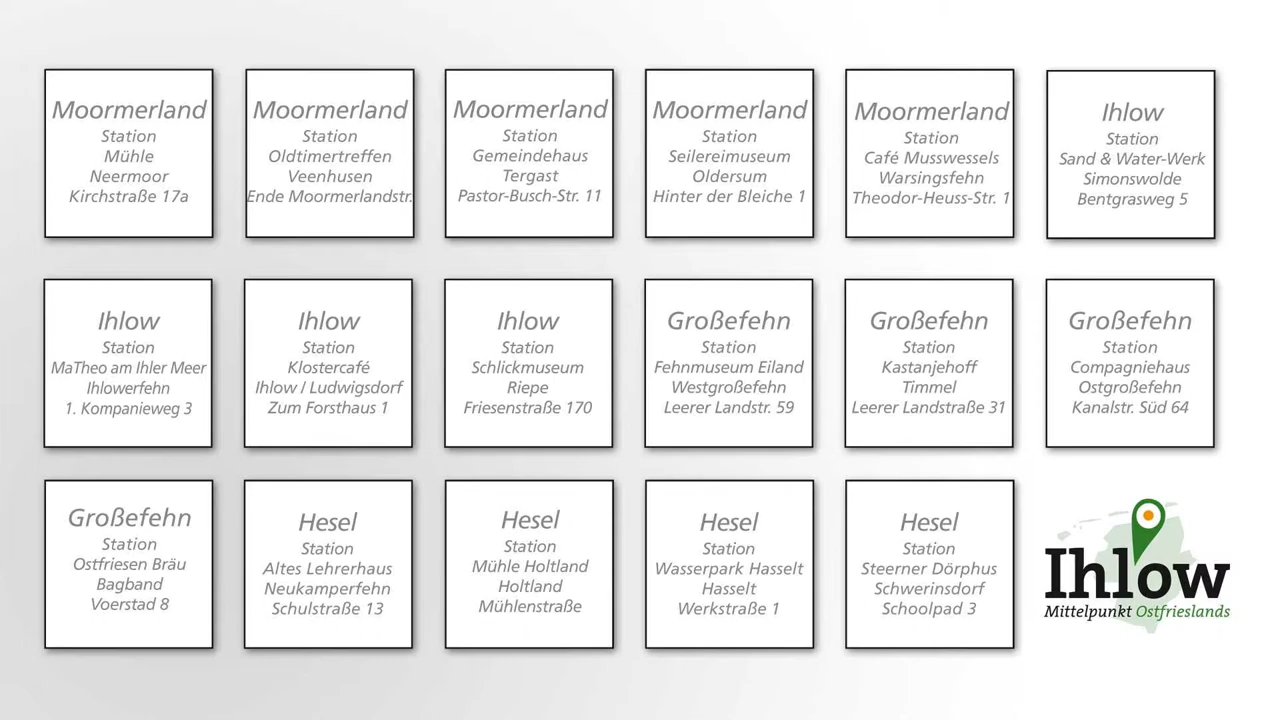 Moormerland
Station
Mühle
Neermoor
Kirchstraße 17a
Moormerland
Station
Oldtimertreffen
Veenhusen
Ende Moormerlandstr.
Moormerland
Station
Gemeindehaus
Tergast
Pastor-Busch-Str. 11
Moormerland
Station
Seilereimuseum
Oldersum
Hinter der Bleiche 1
Moormerland
Station
Café Musswessels
Warsingsfehn
Theodor-Heuss-Str. 1
Ihlow
Station
Sand & Water-Werk
Simonswolde
Bentgrasweg 5
Ihlow
Station
MaTheo am Ihler Meer
Ihlowerfehn
1. Kompanieweg 3
Ihlow
Station
Klostercafé
Ihlow / Ludwigsdorf
Zum Forsthaus 1
Ihlow
Station
Schlickmuseum
Riepe
Friesenstraße 170
Großefehn
Station
Fehnmuseum Eiland
Westgroßefehn
Leerer Landstr. 59
Großefehn
Station
Kastanjehoff
Timmel
Leerer Landstraße 31
Großefehn
Station
Compagniehaus
Ostgroßefehn
Kanalstr. Süd 64
Großefehn
Station
Ostfriesen Bräu
Bagband
Voerstad 8
Hesel
Station
Altes Lehrerhaus
Neukamperfehn
Schulstraße 13
Hesel
Station
Mühle Holtland
Holtland
Mühlenstraße
Hesel
Station
Wasserpark Hasselt
Hasselt
Werkstraße 1
Hesel
Station
Steerner Dörphus
Schwerinsdorf
Schoolpad 3
Ihlow
Mittelpunkt Ostfrieslands